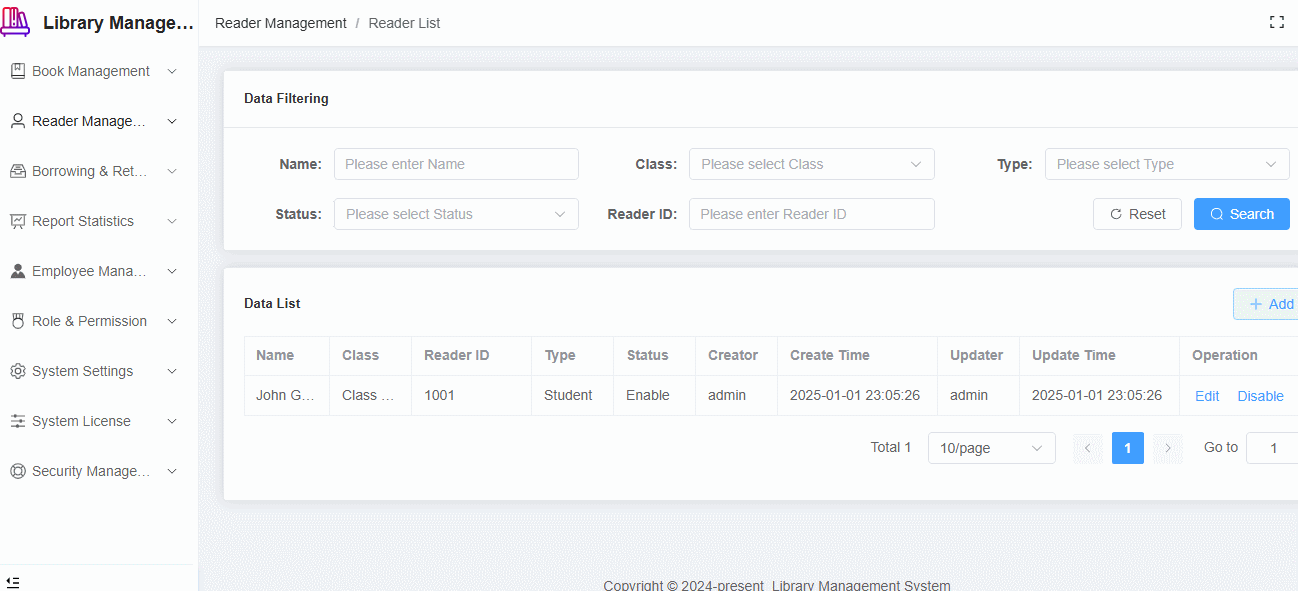 Library Manage...
Reader Management / Reader List
Book Management
Reader Manage...
Borrowing & Ret...
Report Statistics
Employee Mana...
Role & Permission
System Settings
System License
Security Manage...
Data Filtering
Name: Please enter Name Class: Please select Class Type: Please select Type
Status: Please select Status Reader ID: Please enter Reader ID Reset Search
Data List
+ Add
Name Class Reader ID Type Status Creator Create Time Updater Update Time Operation
John G... Class ... 1001 Student Enable admin 2025-01-01 23:05:26 admin 2025-01-01 23:05:26 Edit Disable
Total 1 10/page < 1 > Go to 1
Copyright © 2024-present Library Management System